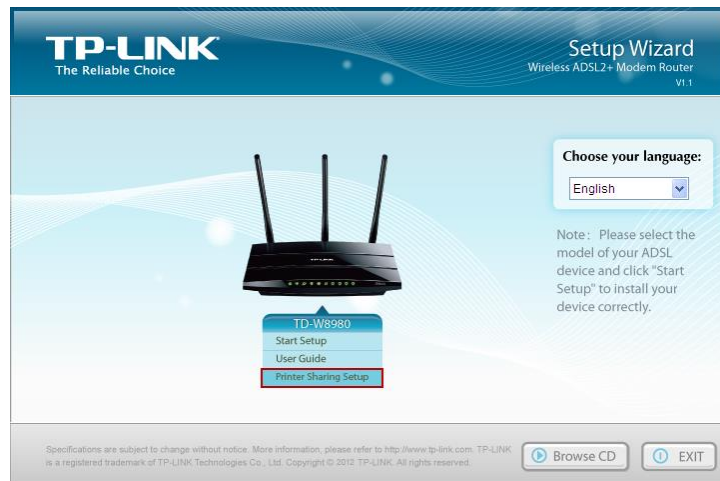 TP-LINK
The Reliable Choice
Setup Wizard
Wireless ADSL2+ Modem Router
V1.1
Choose your language:
English
Note: Please select the
model of your ADSL
device and click "Start
Setup" to install your
device correctly.
TP-LINK
TD-W8980
Start Setup
User Guide
Printer Sharing Setup
Specifications are subject to change without notice. More information, please refer to http://www.tp-link.com. TP-LINK
is a registered trademark of TP-LINK Technologies Co., Ltd. Copyright © 2012 TP-LINK. All rights reserved.
Browse CD
EXIT